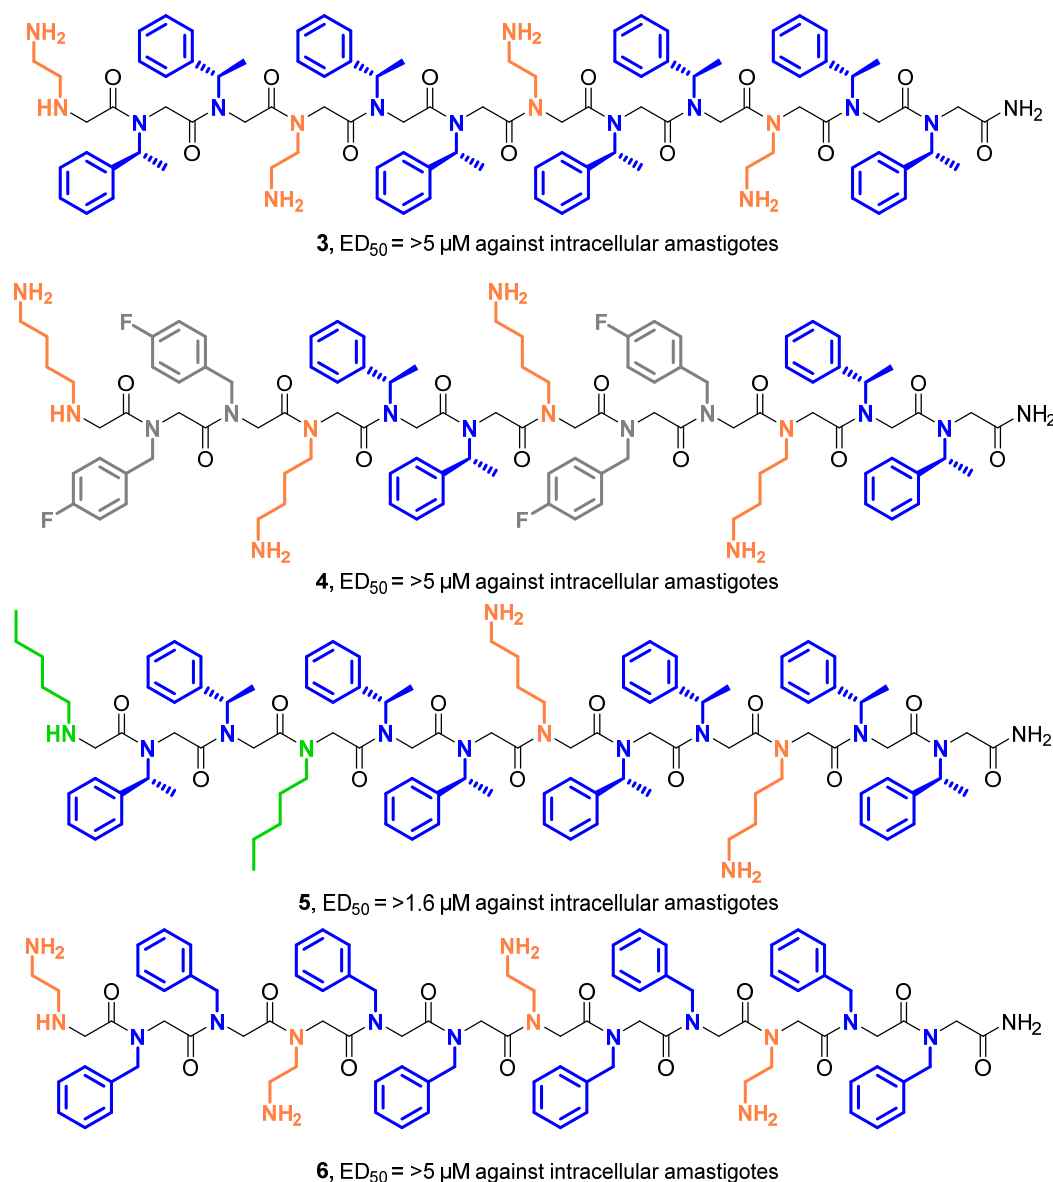 NH₂ NH₂
O O O O O O
HN N N N N N NH₂
N N N N N N
O O O O O O
NH₂ NH₂
3, ED₅₀ = >5 µM against intracellular amastigotes
NH₂ NH₂
F F
O O O O O O
HN N N N N N NH₂
N N N N N N
O O O O O O
F F
NH₂ NH₂
4, ED₅₀ = >5 µM against intracellular amastigotes
NH₂
O O O O O O
HN N N N N N NH₂
N N N N N N
O O O O O O
NH₂
5, ED₅₀ = >1.6 µM against intracellular amastigotes
NH₂ NH₂
O O O O O O
HN N N N N N NH₂
N N N N N N
O O O O O O
NH₂ NH₂
6, ED₅₀ = >5 µM against intracellular amastigotes